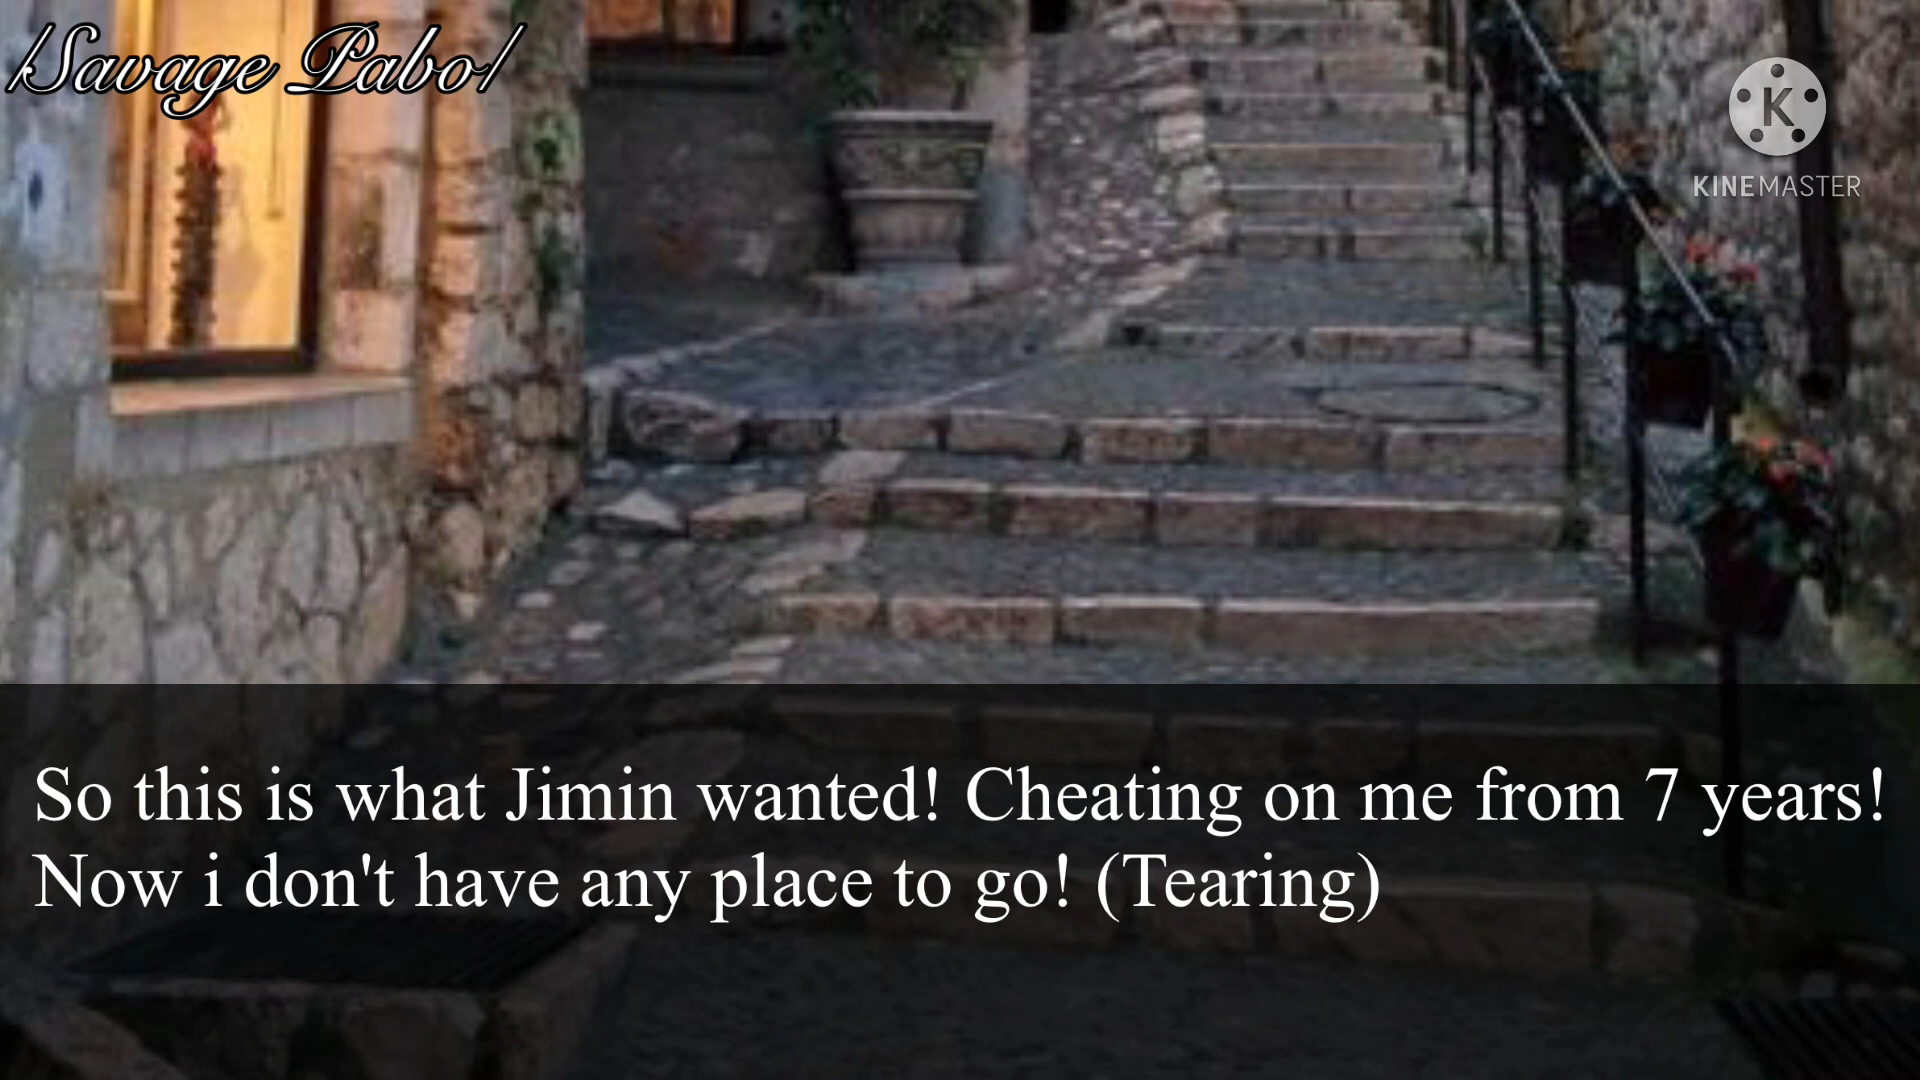 /Savage Pabo/
KINEMASTER
So this is what Jimin wanted! Cheating on me from 7 years!
Now i don't have any place to go! (Tearing)